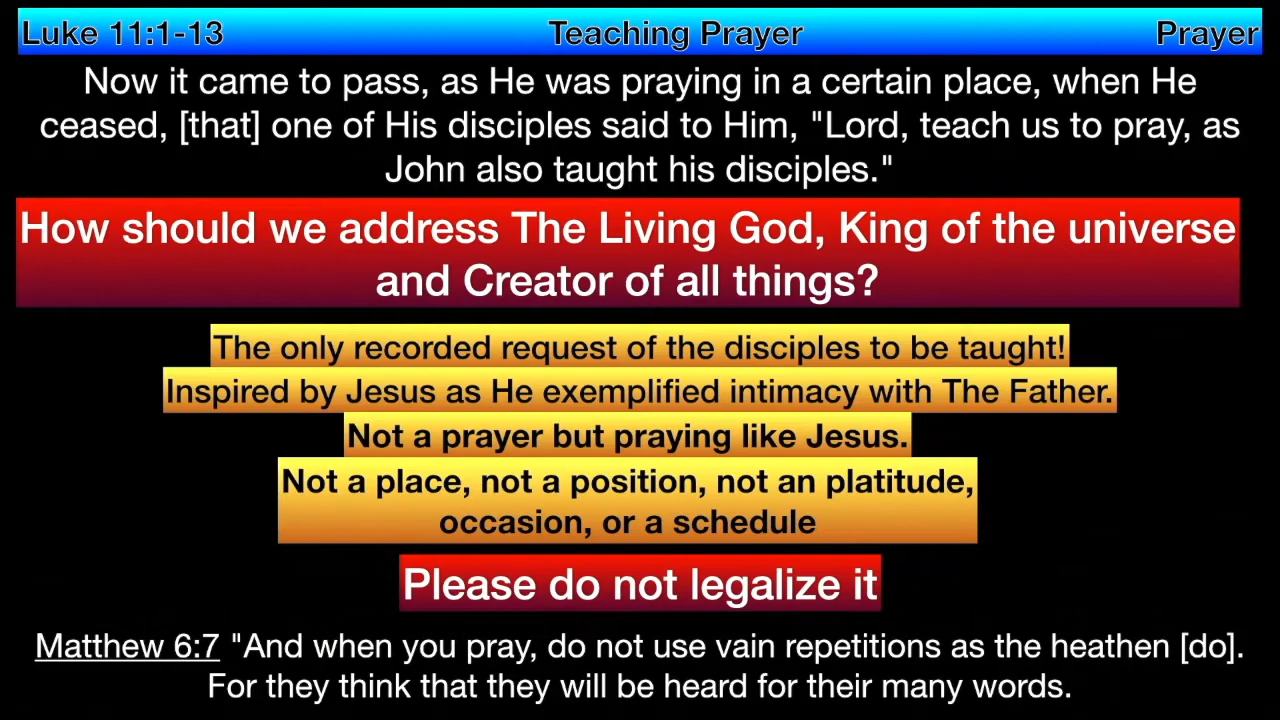 Luke 11:1-13 Teaching Prayer Prayer
Now it came to pass, as He was praying in a certain place, when He
ceased, [that] one of His disciples said to Him, "Lord, teach us to pray, as
John also taught his disciples."
How should we address The Living God, King of the universe
and Creator of all things?
The only recorded request of the disciples to be taught!
Inspired by Jesus as He exemplified intimacy with The Father.
Not a prayer but praying like Jesus.
Not a place, not a position, not an platitude,
occasion, or a schedule
Please do not legalize it
Matthew 6:7 "And when you pray, do not use vain repetitions as the heathen [do].
For they think that they will be heard for their many words.